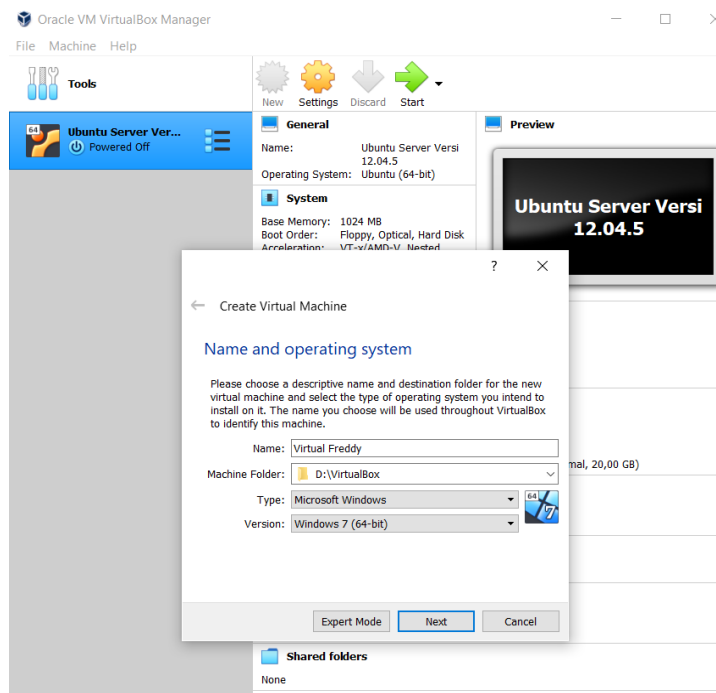 Oracle VM VirtualBox Manager
File Machine Help
Tools
New Settings Discard Start
64
Ubuntu Server Ver...
Powered Off
General
Name: Ubuntu Server Versi
12.04.5
Operating System: Ubuntu (64-bit)
System
Base Memory: 1024 MB
Boot Order: Floppy, Optical, Hard Disk
Acceleration: VT-x/AMD-V, Nested
Preview
Ubuntu Server Versi
12.04.5
?
Create Virtual Machine
Name and operating system
Please choose a descriptive name and destination folder for the new
virtual machine and select the type of operating system you intend to
install on it. The name you choose will be used throughout VirtualBox
to identify this machine.
Name: Virtual Freddy
Machine Folder: D:\VirtualBox
Type: Microsoft Windows
64
7
Version: Windows 7 (64-bit)
Expert Mode Next Cancel
mal, 20,00 GB)
Shared folders
None